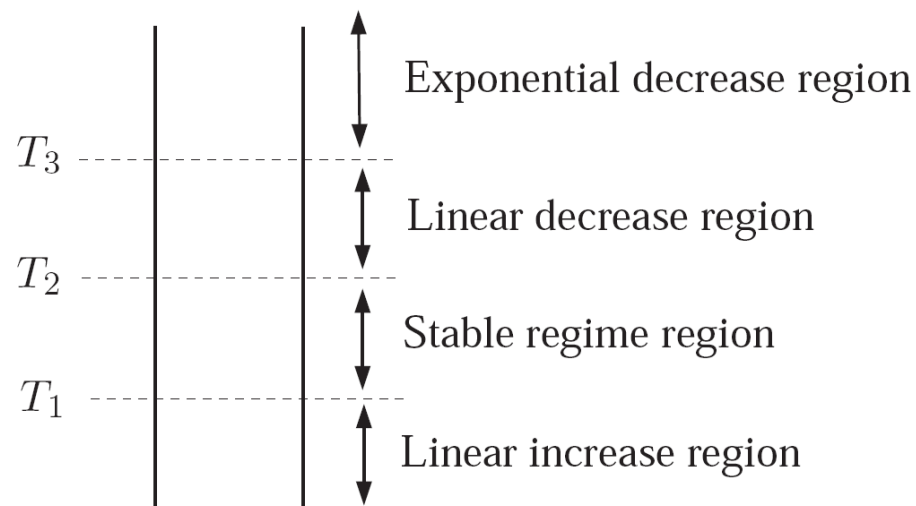 Exponential decrease region
T₃
Linear decrease region
T₂
Stable regime region
T₁
Linear increase region